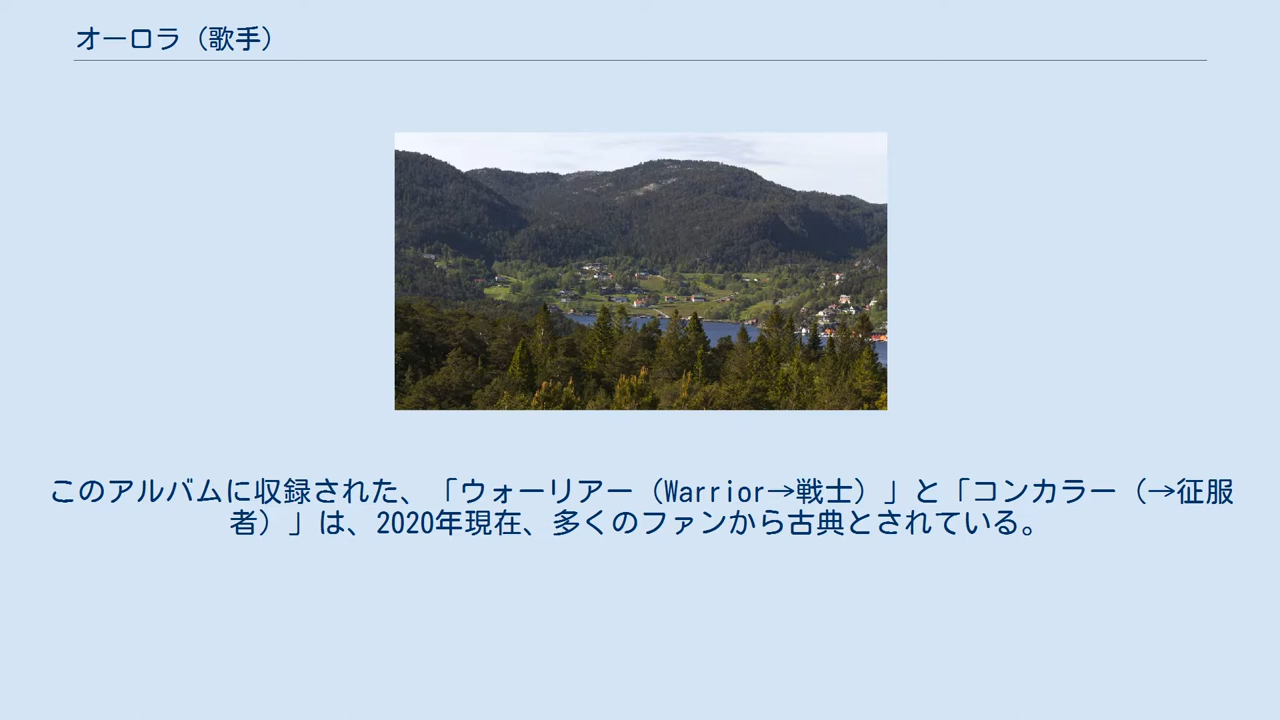 オーロラ（歌手）
このアルバムに収録された、「ウォーリアー（Warrior→戦士）」と「コンカラー（→征服
者）」は、2020年現在、多くのファンから古典とされている。